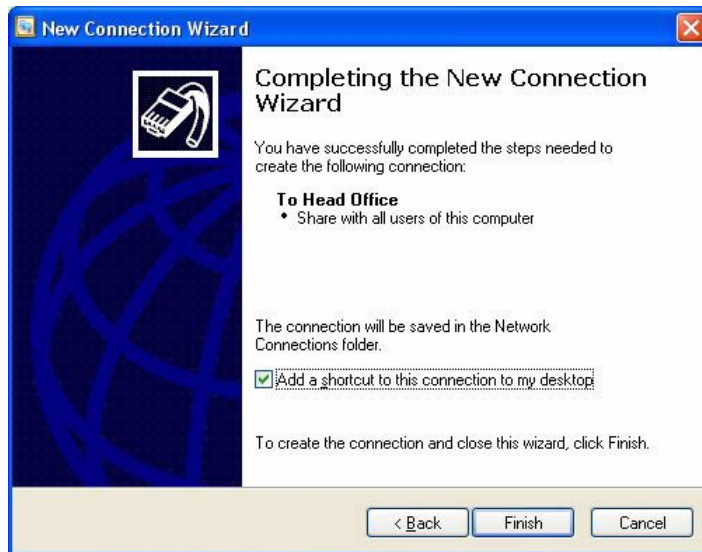 New Connection Wizard
Completing the New Connection
Wizard
You have successfully completed the steps needed to
create the following connection:
To Head Office
• Share with all users of this computer
The connection will be saved in the Network
Connections folder.
Add a shortcut to this connection to my desktop
To create the connection and close this wizard, click Finish.
< Back Finish Cancel